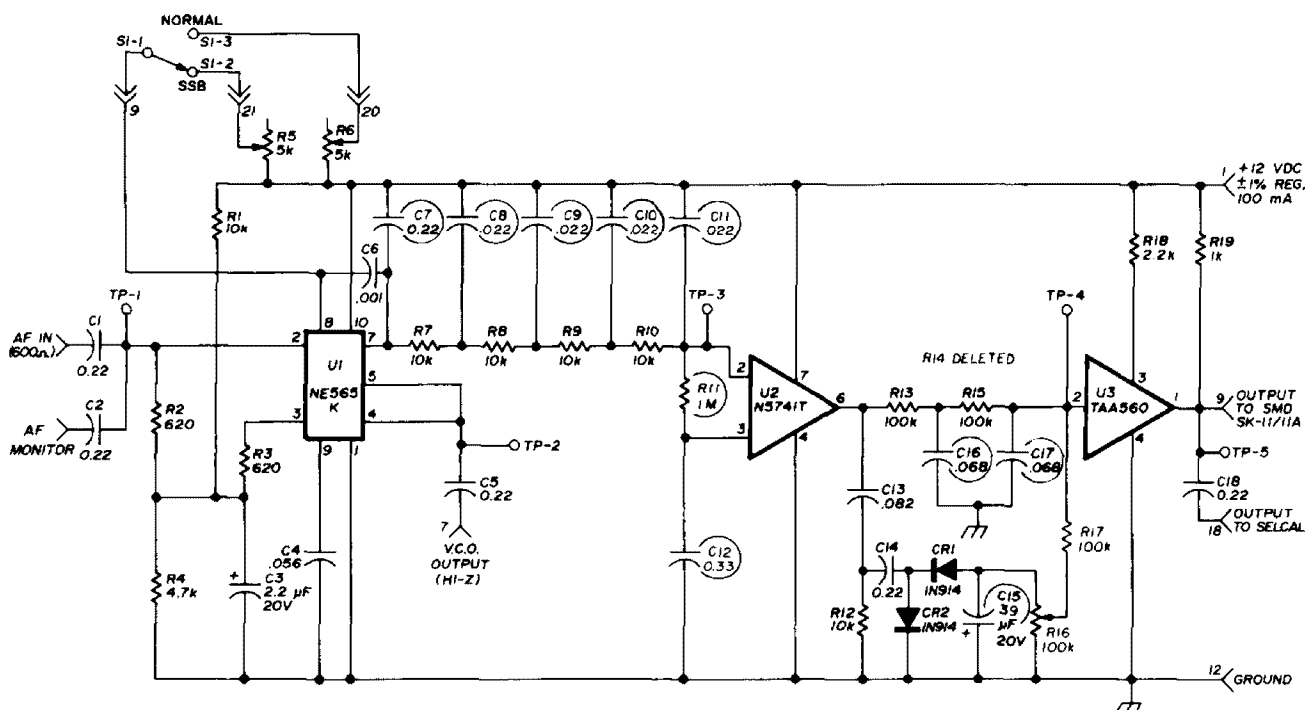 NORMAL
S1-1
S1-3
S1-2
SSB
9
21
20
R5
5k
R6
5k
1
+12 VDC
±1% REG,
100 mA
R1
10k
C7
0.22
C8
.022
C9
.022
C10
.022
C11
.022
R18
2.2k
R19
1k
C6
.001
TP-1
TP-3
TP-4
AF IN
(600Ω)
C1
0.22
2
8
10
7
R7
10k
R8
10k
R9
10k
R10
10k
U1
NE565
K
5
4
3
9
1
R14 DELETED
2
7
U2
N5741T
6
3
4
R13
100k
R15
100k
2
3
U3
TAA560
1
4
9
OUTPUT
TO SMD
SK-11/11A
AF
MONITOR
C2
0.22
R2
620
R3
620
R11
1M
TP-2
C16
.068
C17
.068
TP-5
C5
0.22
C13
.082
C18
0.22
18
OUTPUT
TO SELCAL
R4
4.7k
+
C3
2.2 µF
20V
C4
.056
7
V.C.O.
OUTPUT
(HI-Z)
C12
0.33
C14
0.22
CR1
1N914
R17
100k
R12
10k
CR2
1N914
C15
39
µF
20V
+
R16
100k
12
GROUND